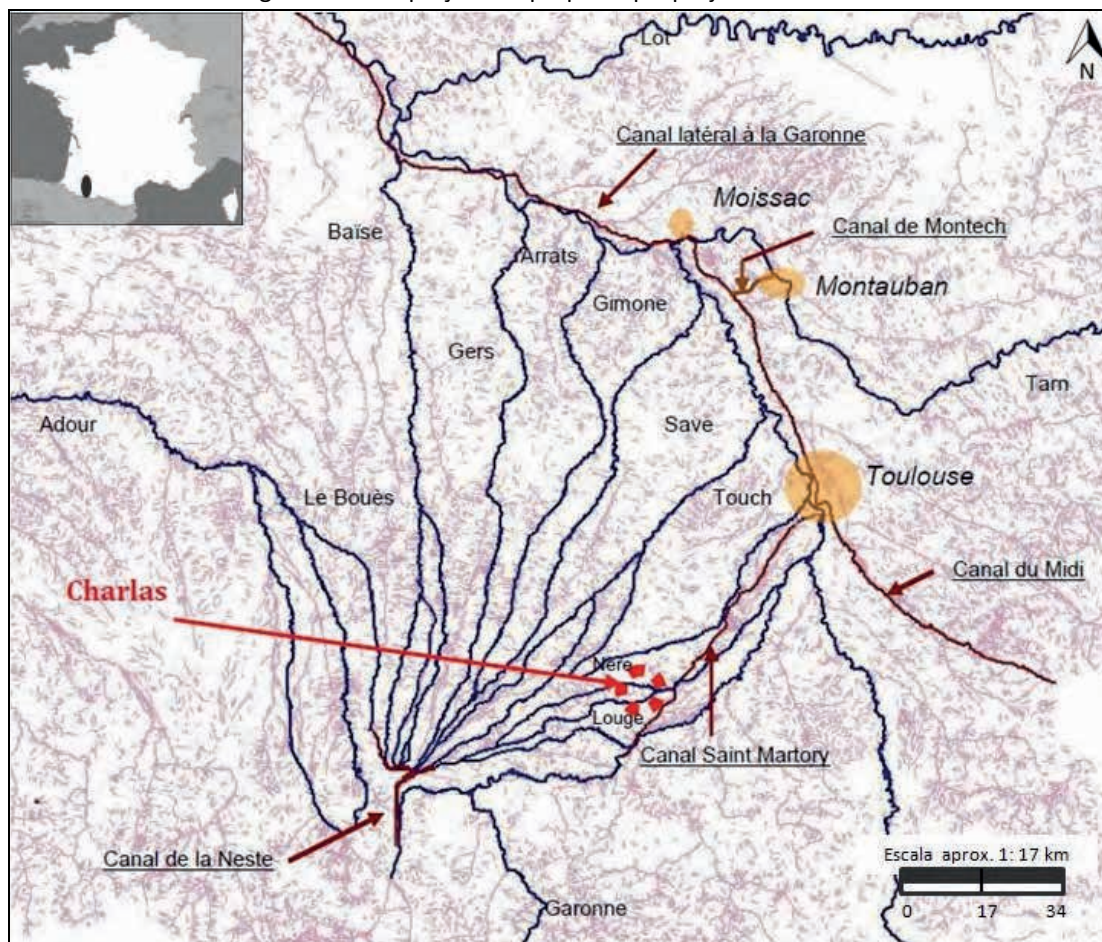 Lot
N
Canal latéral à la Garonne
Moissac
Canal de Montech
Baïse
Arrats
Montauban
Gimone
Gers
Tarn
Adour
Save
Le Bouès
Touch
Toulouse
Canal du Midi
Charlas
Nère
Louge
Canal Saint Martory
Canal de la Neste
Garonne
Escala aprox. 1: 17 km
0 17 34